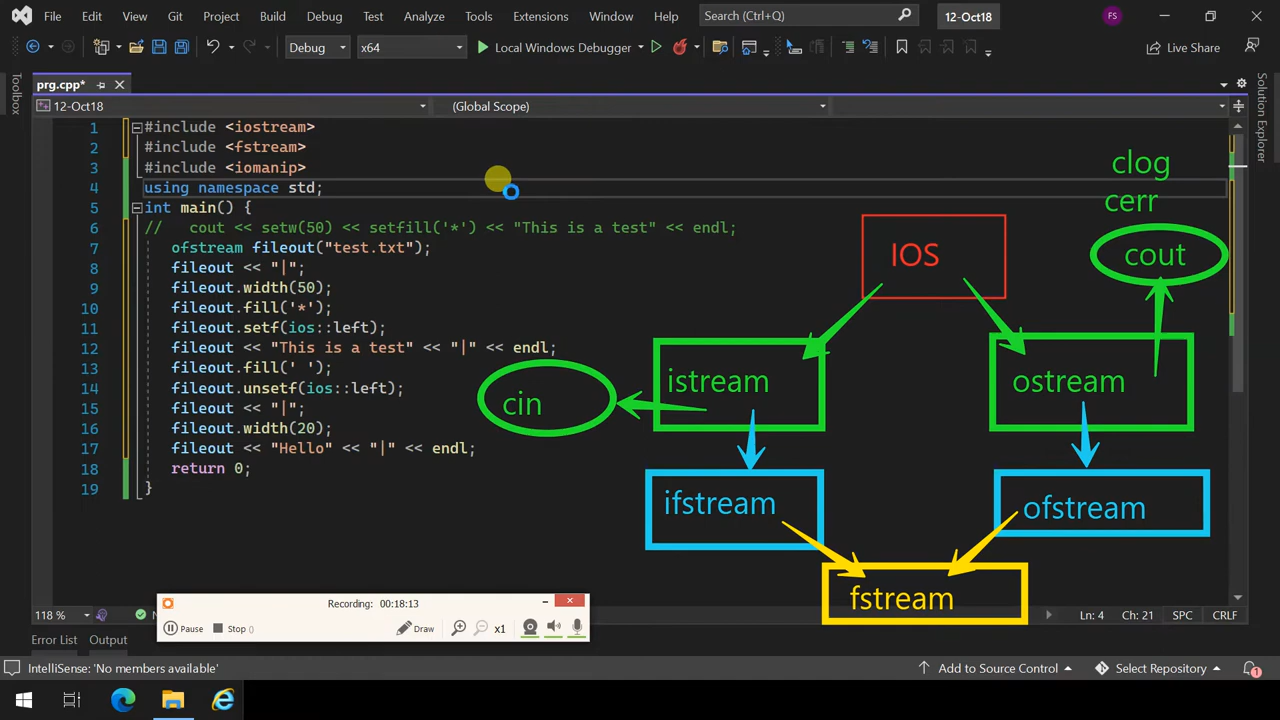 File Edit View Git Project Build Debug Test Analyze Tools Extensions Window Help Search (Ctrl+Q) 12-Oct18 FS
Debug x64 Local Windows Debugger Live Share
Toolbox
prg.cpp*
12-Oct18 (Global Scope)
Solution Explorer
1 #include <iostream>
2 #include <fstream>
3 #include <iomanip>
4 using namespace std;
5 int main() {
6 // cout << setw(50) << setfill('*') << "This is a test" << endl;
7 ofstream fileout("test.txt");
8 fileout << "|";
9 fileout.width(50);
10 fileout.fill('*');
11 fileout.setf(ios::left);
12 fileout << "This is a test" << "|" << endl;
13 fileout.fill(' ');
14 fileout.unsetf(ios::left);
15 fileout << "|";
16 fileout.width(20);
17 fileout << "Hello" << "|" << endl;
18 return 0;
19 }
clog
cerr
cout
IOS
istream
ostream
cin
ifstream
ofstream
fstream
118 % N Ln: 4 Ch: 21 SPC CRLF
Recording: 00:18:13
Pause Stop () Draw x1
Error List Output
IntelliSense: 'No members available' Add to Source Control Select Repository 1